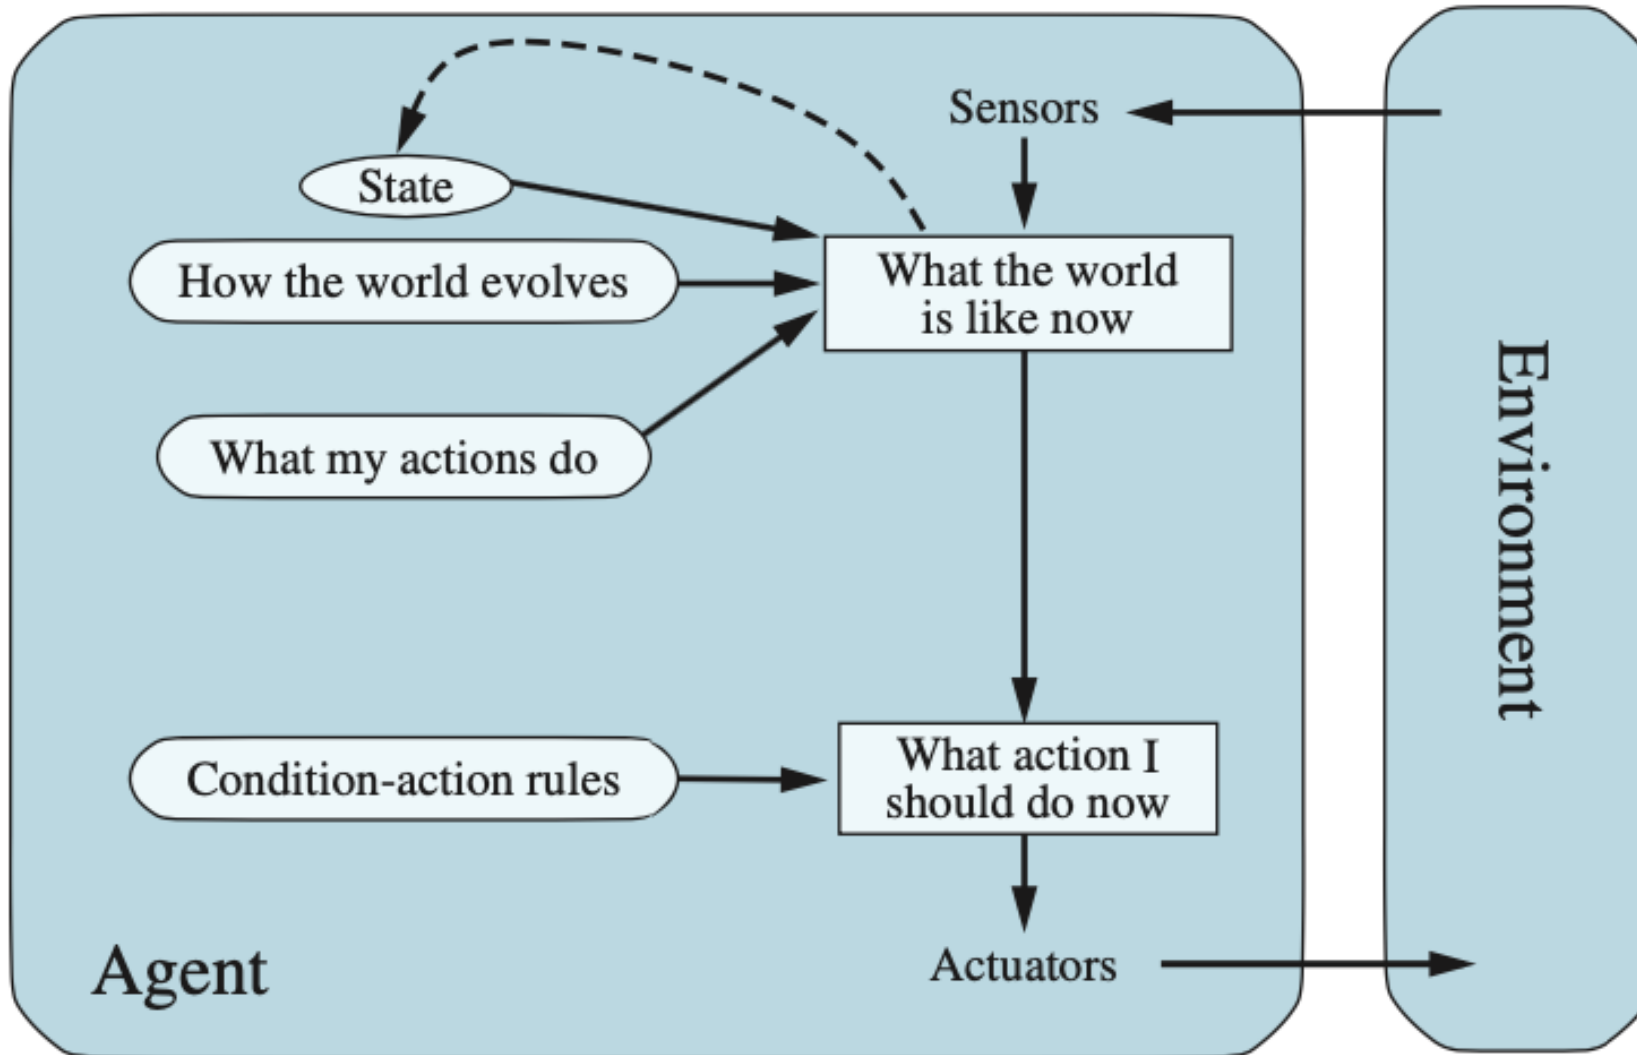 Sensors
State
What the world
is like now
How the world evolves
What my actions do
Environment
What action I
should do now
Condition-action rules
Agent
Actuators